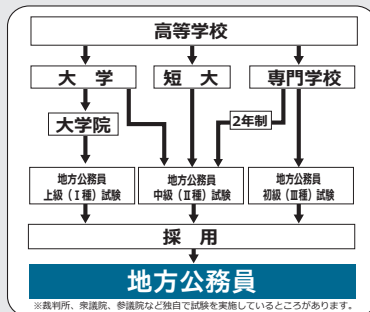 高等学校
大学 短大 専門学校
2年制
大学院
地方公務員 地方公務員 地方公務員
上級(Ⅰ種)試験 中級(Ⅱ種)試験 初級(Ⅲ種)試験
採用
地方公務員
※裁判所、衆議院、参議院など独自で試験を実施しているところがあります。